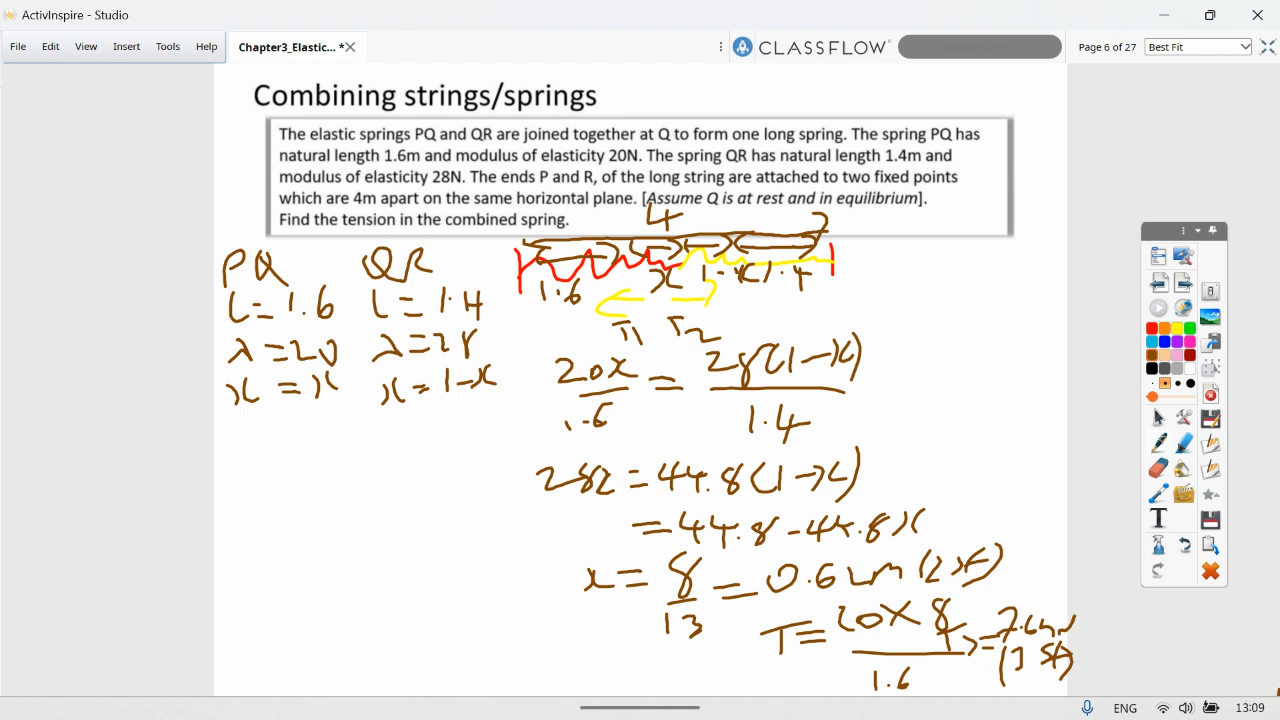 ActivInspire - Studio
File Edit View Insert Tools Help
Chapter3_Elastic... *
CLASSFLOW
Page 6 of 27
Best Fit
Combining strings/springs
The elastic springs PQ and QR are joined together at Q to form one long spring. The spring PQ has
natural length 1.6m and modulus of elasticity 20N. The spring QR has natural length 1.4m and
modulus of elasticity 28N. The ends P and R, of the long string are attached to two fixed points
which are 4m apart on the same horizontal plane. [Assume Q is at rest and in equilibrium].
Find the tension in the combined spring.
4
PQ QR
1.6 x 1-x 1.4
l = 1.6 l = 1.4
T1 T2
λ = 20 λ = 28
x = x x = 1-x
20x/1.6 = 28(1-x)/1.4
= 44.8(1-x)
= 44.8 - 44.8x
x = 8/13 = 0.62m (2sf)
T = 20 × 8
1.6
T
ENG
13:09